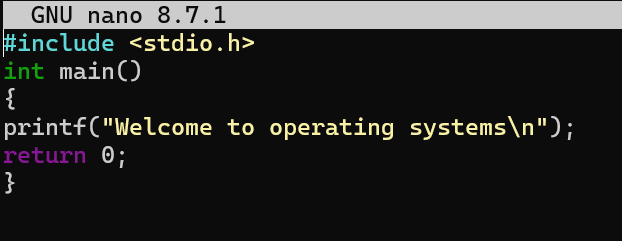 GNU nano 8.7.1
#include <stdio.h>
int main()
{
printf("Welcome to operating systems\n");
return 0;
}